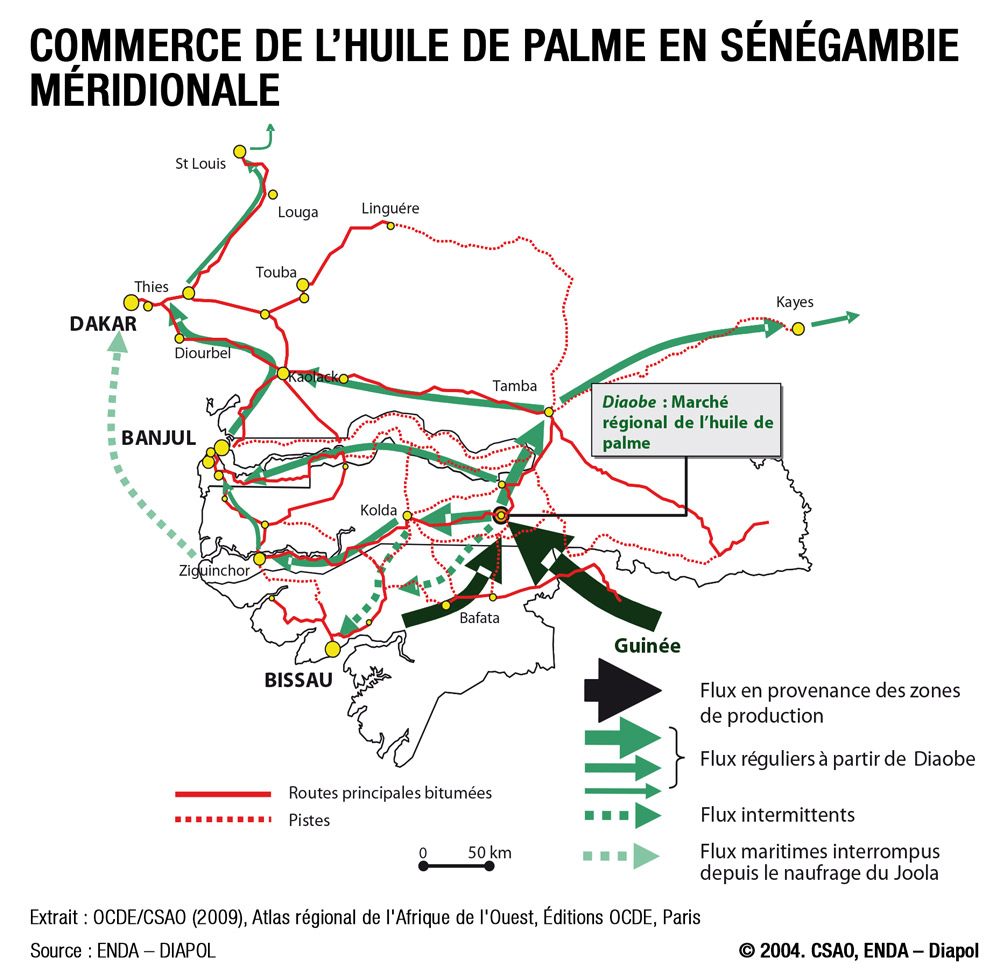 COMMERCE DE L'HUILE DE PALME EN SÉNÉGAMBIE
MÉRIDIONALE
St Louis
Louga
Linguére
Touba
Thies
Kayes
DAKAR
Diourbel
Kaolack
Tamba
Diaobe : Marché
régional de l'huile de
palme
BANJUL
Kolda
Ziguinchor
Bafata
Guinée
BISSAU
Flux en provenance des zones
de production
Flux réguliers à partir de Diaobe
Routes principales bitumées
Pistes
Flux intermittents
0 50 km
Flux maritimes interrompus
depuis le naufrage du Joola
Extrait : OCDE/CSAO (2009), Atlas régional de l'Afrique de l'Ouest, Éditions OCDE, Paris
Source : ENDA – DIAPOL
© 2004. CSAO, ENDA – Diapol